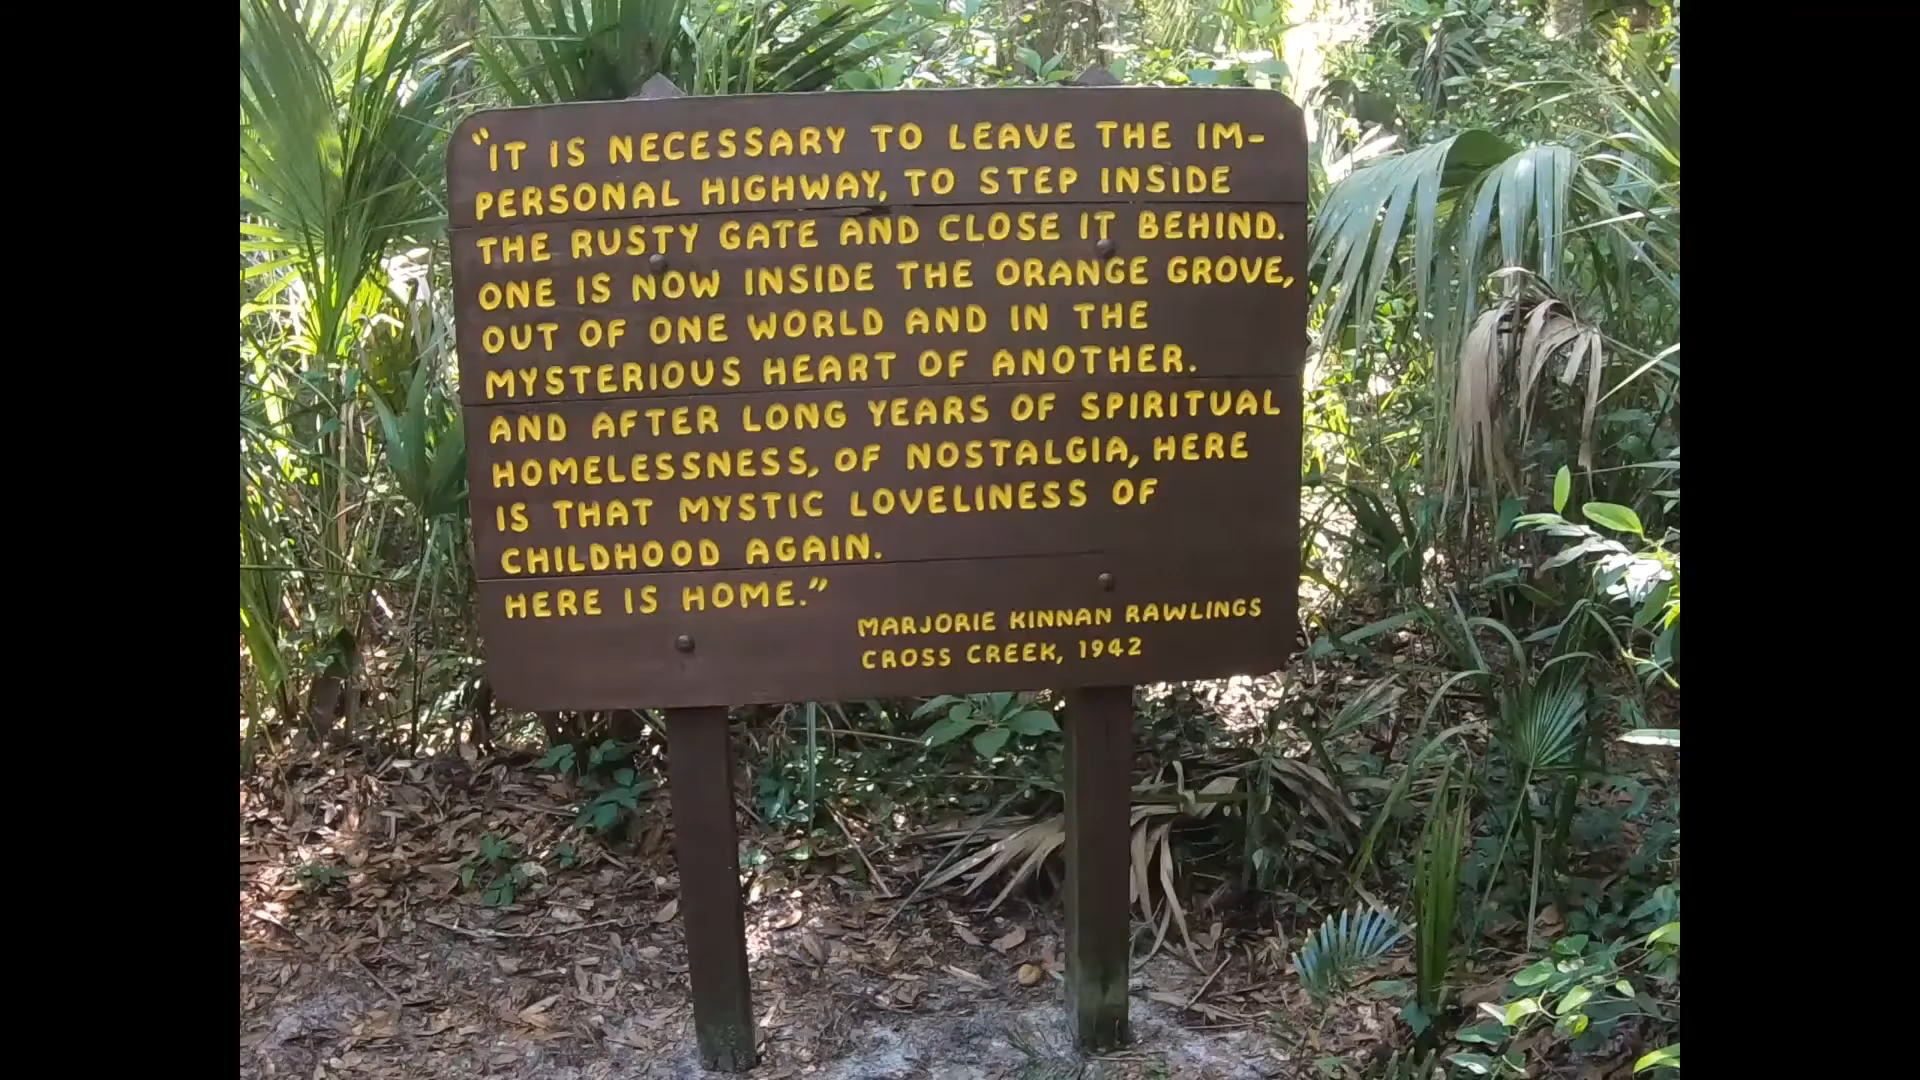 “IT IS NECESSARY TO LEAVE THE IM-
PERSONAL HIGHWAY, TO STEP INSIDE
THE RUSTY GATE AND CLOSE IT BEHIND.
ONE IS NOW INSIDE THE ORANGE GROVE,
OUT OF ONE WORLD AND IN THE
MYSTERIOUS HEART OF ANOTHER.
AND AFTER LONG YEARS OF SPIRITUAL
HOMELESSNESS, OF NOSTALGIA, HERE
IS THAT MYSTIC LOVELINESS OF
CHILDHOOD AGAIN.
HERE IS HOME.”
MARJORIE KINNAN RAWLINGS
CROSS CREEK, 1942